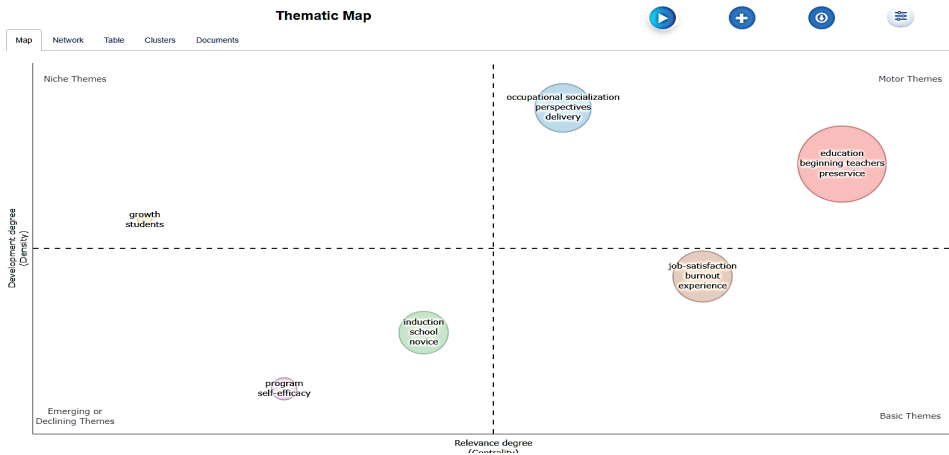 Thematic Map
Map
Network
Table
Clusters
Documents
Niche Themes
Motor Themes
occupational socialization
perspectives
delivery
education
beginning teachers
preservice
growth
students
job-satisfaction
burnout
experience
induction
school
novice
program
self-efficacy
Emerging or
Declining Themes
Basic Themes
Development degree
(Density)
Relevance degree
(Centrality)